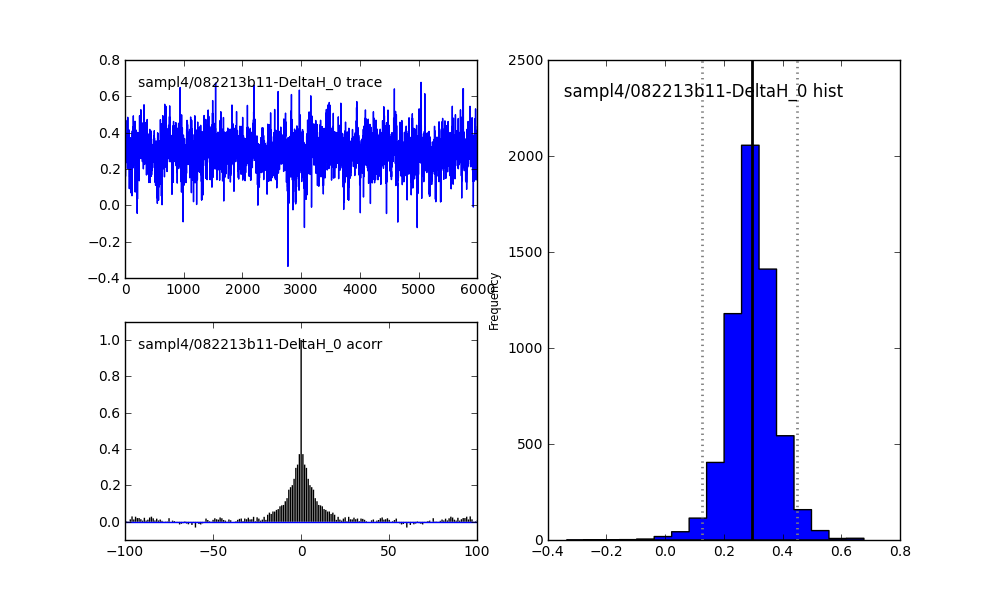 0.8
0.6
0.4
0.2
0.0
−0.2
−0.4
sampl4/082213b11-DeltaH_0 trace
0 1000 2000 3000 4000 5000 6000
1.0
0.8
0.6
0.4
0.2
0.0
sampl4/082213b11-DeltaH_0 acorr
−100 −50 0 50 100
Frequency
2500
2000
1500
1000
500
0
sampl4/082213b11-DeltaH_0 hist
−0.4 −0.2 0.0 0.2 0.4 0.6 0.8